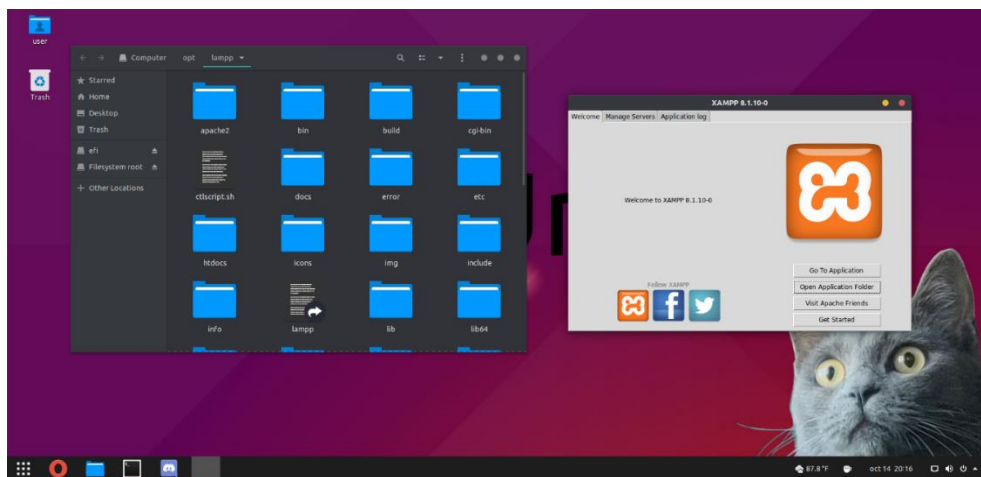 user
Trash
Computer opt lampp
Starred
Home
Desktop
Trash
efi
Filesystem root
Other Locations
apache2 bin build cgi-bin
ctlscript.sh docs error etc
htdocs icons img include
info lampp lib lib64
XAMPP 8.1.10-0
Welcome Manage Servers Application log
Welcome to XAMPP 8.1.10-0
Follow XAMPP
Go To Application
Open Application Folder
Visit Apache Friends
Get Started
87.8°F oct 14 20:16